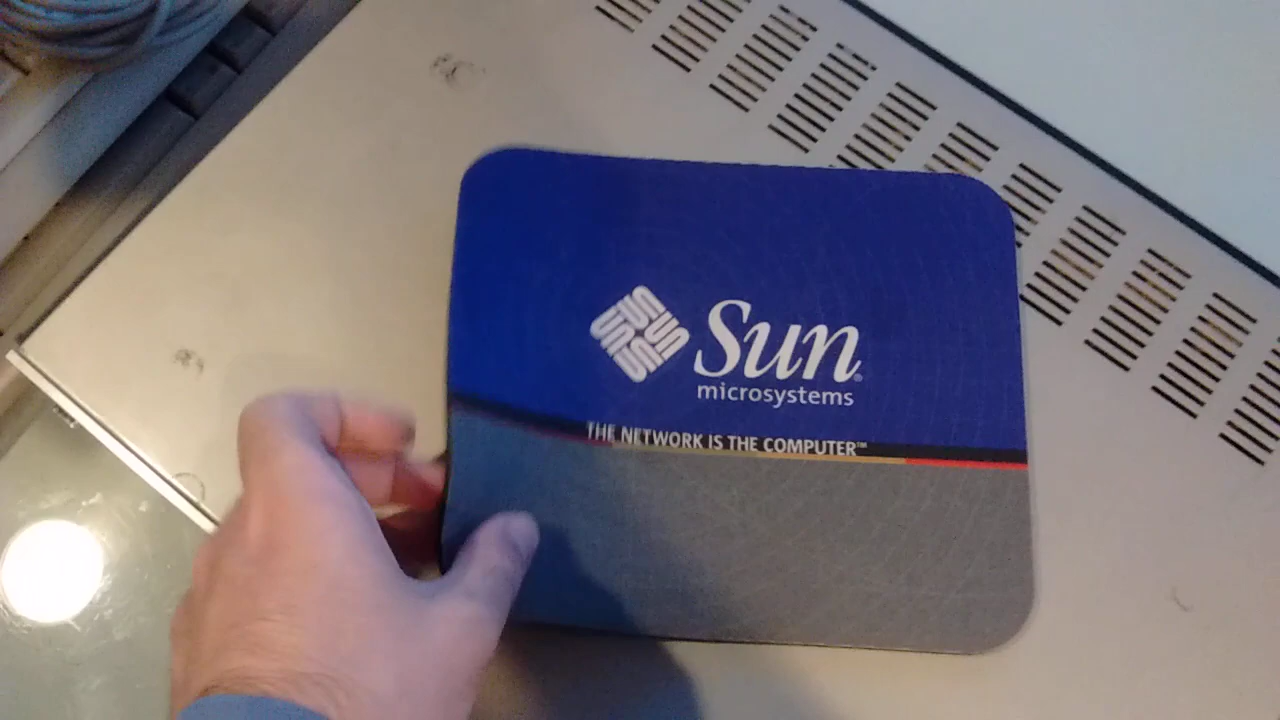 Sun®
microsystems
THE NETWORK IS THE COMPUTER™